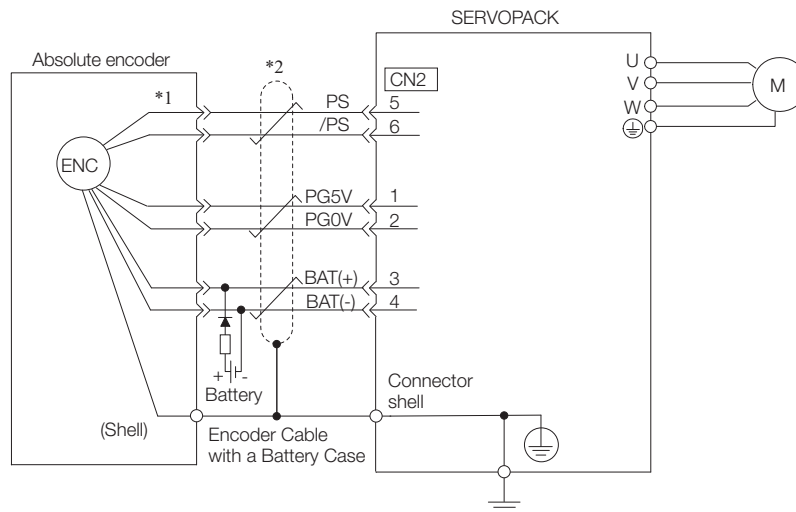 SERVOPACK
Absolute encoder
*2
CN2
U
V
W
M
*1
PS
5
/PS
6
ENC
PG5V
1
PG0V
2
BAT(+)
3
BAT(-)
4
+ -
Battery
Connector
shell
(Shell)
Encoder Cable
with a Battery Case